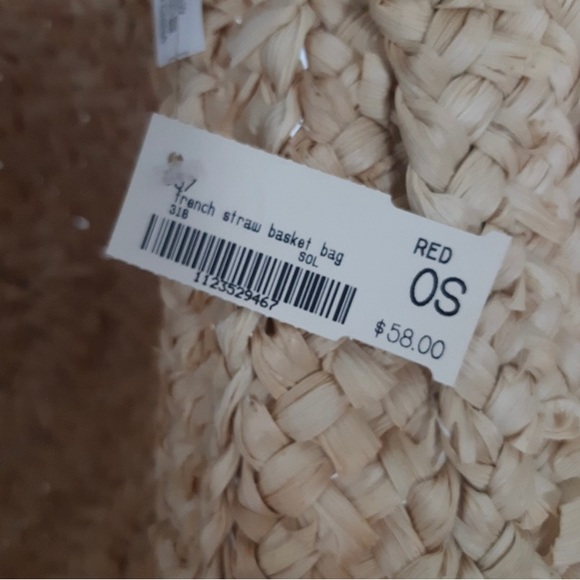 french straw basket bag
318
SOL
1123529467
RED
OS
$58.00